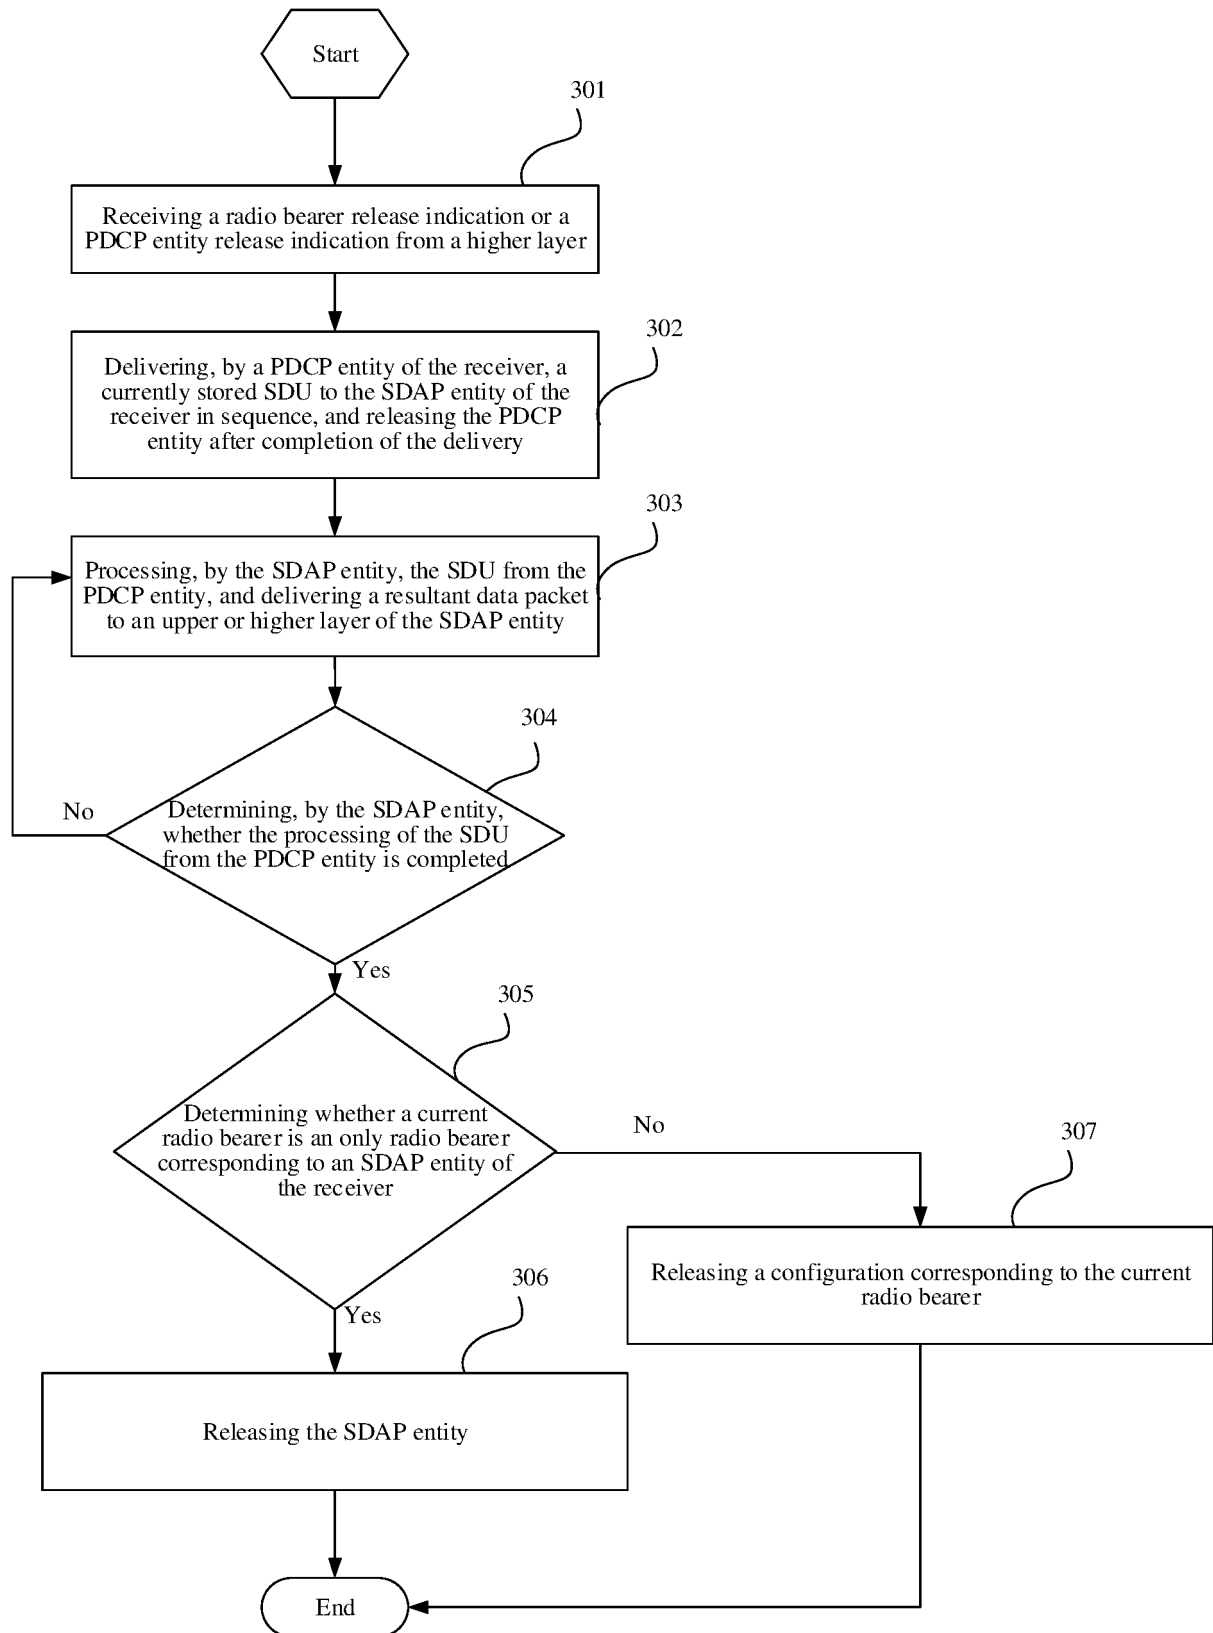 Start
301
Receiving a radio bearer release indication or a
PDCP entity release indication from a higher layer
302
Delivering, by a PDCP entity of the receiver, a
currently stored SDU to the SDAP entity of the
receiver in sequence, and releasing the PDCP
entity after completion of the delivery
303
Processing, by the SDAP entity, the SDU from the
PDCP entity, and delivering a resultant data packet
to an upper or higher layer of the SDAP entity
304
No
Determining, by the SDAP entity,
whether the processing of the SDU
from the PDCP entity is completed
Yes
305
Determining whether a current
radio bearer is an only radio bearer
corresponding to an SDAP entity of
the receiver
No
307
Releasing a configuration corresponding to the current
radio bearer
Yes
306
Releasing the SDAP entity
End